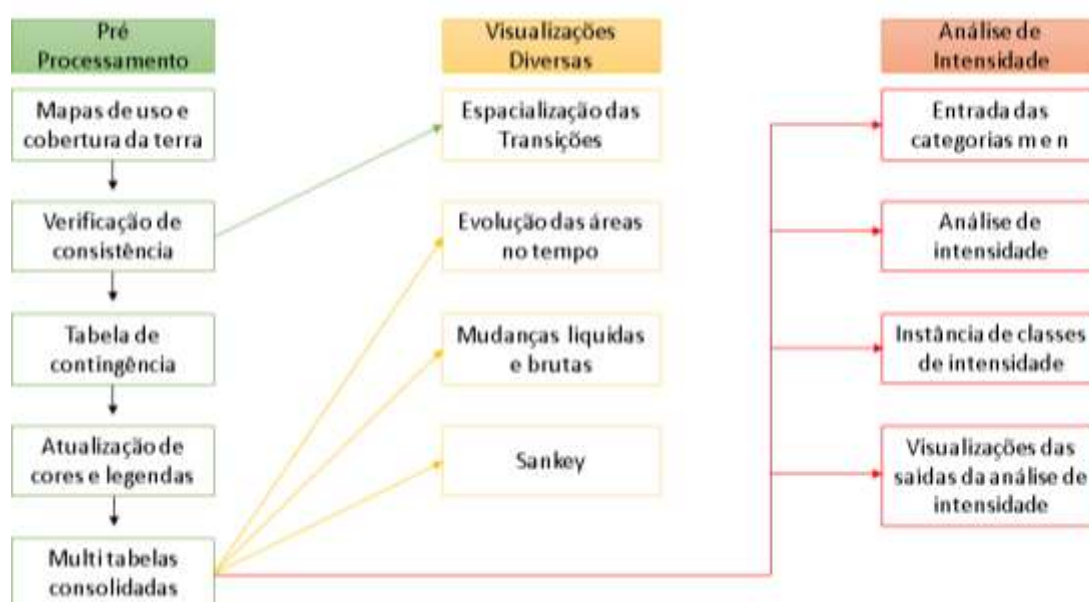 Pré
Processamento
Mapas de uso e
cobertura da terra
Verificação de
consistência
Tabela de
contingência
Atualização de
cores e legendas
Multi tabelas
consolidadas
Visualizações
Diversas
Espacialização das
Transições
Evolução das áreas
no tempo
Mudanças liquidas
e brutas
Sankey
Análise de
Intensidade
Entrada das
categorias m e n
Análise de
intensidade
Instância de classes
de intensidade
Visualizações das
saidas da análise de
intensidade